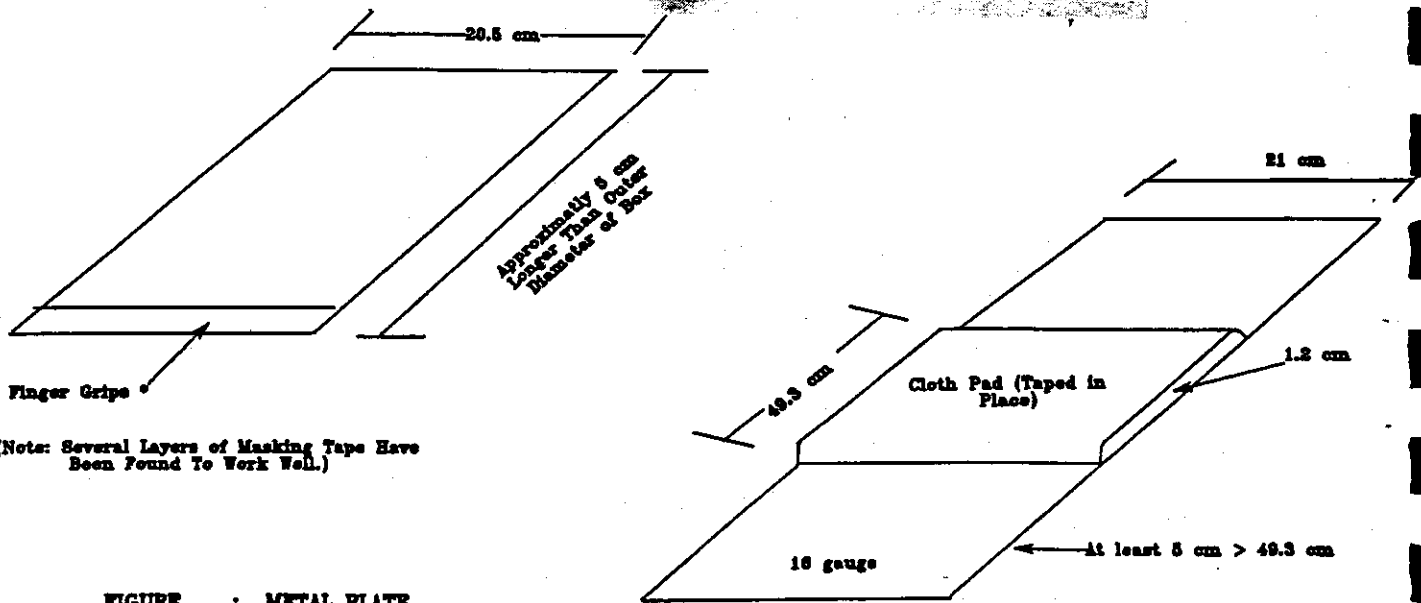 20.5 cm
Approximatly 5 cm
Longer Than Outer
Diameter of Box
Finger Grips
(Note: Several Layers of Masking Tape Have
Been Found To Work Well.)
FIGURE : METAL PLATE
21 cm
49.3 cm
Cloth Pad (Taped in
Place)
1.2 cm
16 gauge
At least 5 cm > 49.3 cm